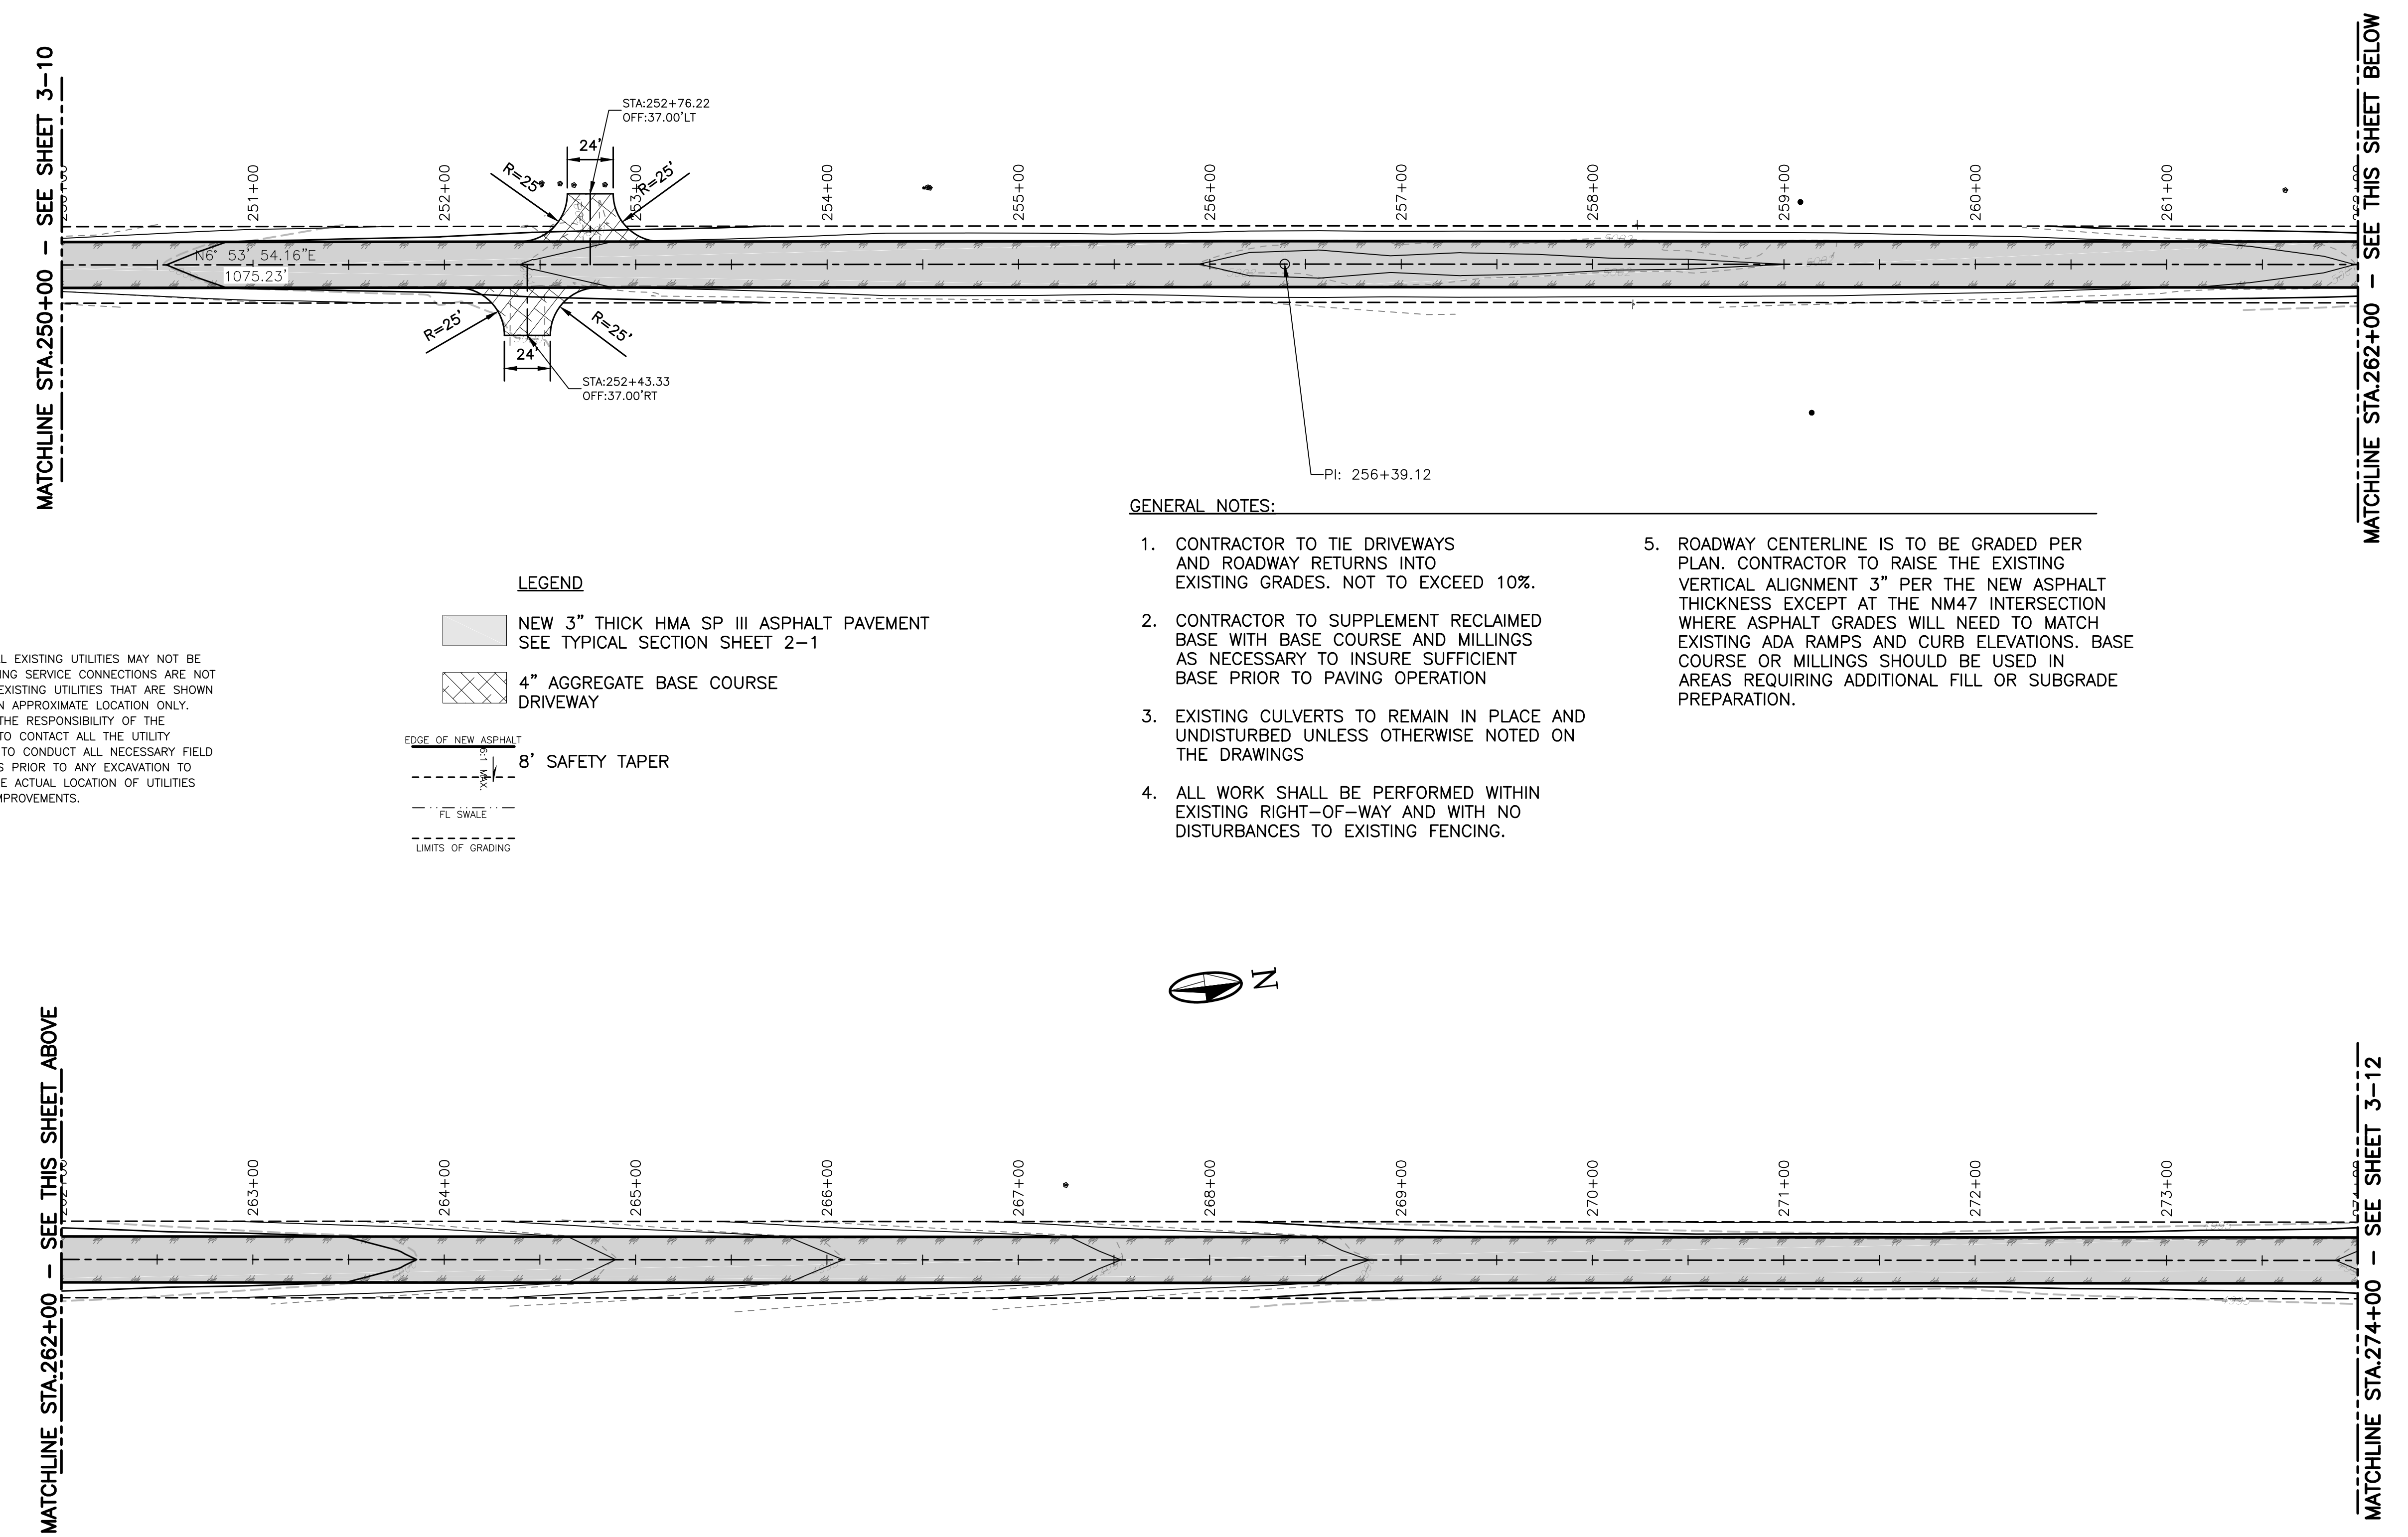 MATCHLINE STA.250+00 – SEE SHEET 3–10
STA:252+76.22
OFF:37.00'LT
24'
R=25'
R=25'
251+00
252+00
253+00
254+00
255+00
256+00
257+00
258+00
259+00
260+00
261+00
N6° 53' 54.16"E
1075.23'
R=25'
R=25'
24'
STA:252+43.33
OFF:37.00'RT
PI: 256+39.12
MATCHLINE STA.262+00 – SEE THIS SHEET BELOW
L EXISTING UTILITIES MAY NOT BE
ING SERVICE CONNECTIONS ARE NOT
EXISTING UTILITIES THAT ARE SHOWN
N APPROXIMATE LOCATION ONLY.
THE RESPONSIBILITY OF THE
TO CONTACT ALL THE UTILITY
TO CONDUCT ALL NECESSARY FIELD
S PRIOR TO ANY EXCAVATION TO
E ACTUAL LOCATION OF UTILITIES
MPROVEMENTS.
LEGEND
NEW 3" THICK HMA SP III ASPHALT PAVEMENT
SEE TYPICAL SECTION SHEET 2–1
4" AGGREGATE BASE COURSE
DRIVEWAY
EDGE OF NEW ASPHALT
6:1 MAX.
8' SAFETY TAPER
FL SWALE
LIMITS OF GRADING
GENERAL NOTES:
1. CONTRACTOR TO TIE DRIVEWAYS
AND ROADWAY RETURNS INTO
EXISTING GRADES. NOT TO EXCEED 10%.
2. CONTRACTOR TO SUPPLEMENT RECLAIMED
BASE WITH BASE COURSE AND MILLINGS
AS NECESSARY TO INSURE SUFFICIENT
BASE PRIOR TO PAVING OPERATION
3. EXISTING CULVERTS TO REMAIN IN PLACE AND
UNDISTURBED UNLESS OTHERWISE NOTED ON
THE DRAWINGS
4. ALL WORK SHALL BE PERFORMED WITHIN
EXISTING RIGHT–OF–WAY AND WITH NO
DISTURBANCES TO EXISTING FENCING.
5. ROADWAY CENTERLINE IS TO BE GRADED PER
PLAN. CONTRACTOR TO RAISE THE EXISTING
VERTICAL ALIGNMENT 3" PER THE NEW ASPHALT
THICKNESS EXCEPT AT THE NM47 INTERSECTION
WHERE ASPHALT GRADES WILL NEED TO MATCH
EXISTING ADA RAMPS AND CURB ELEVATIONS. BASE
COURSE OR MILLINGS SHOULD BE USED IN
AREAS REQUIRING ADDITIONAL FILL OR SUBGRADE
PREPARATION.
N
MATCHLINE STA.262+00 – SEE THIS SHEET ABOVE
263+00
264+00
265+00
266+00
267+00
268+00
269+00
270+00
271+00
272+00
273+00
MATCHLINE STA.274+00 – SEE SHEET 3–12